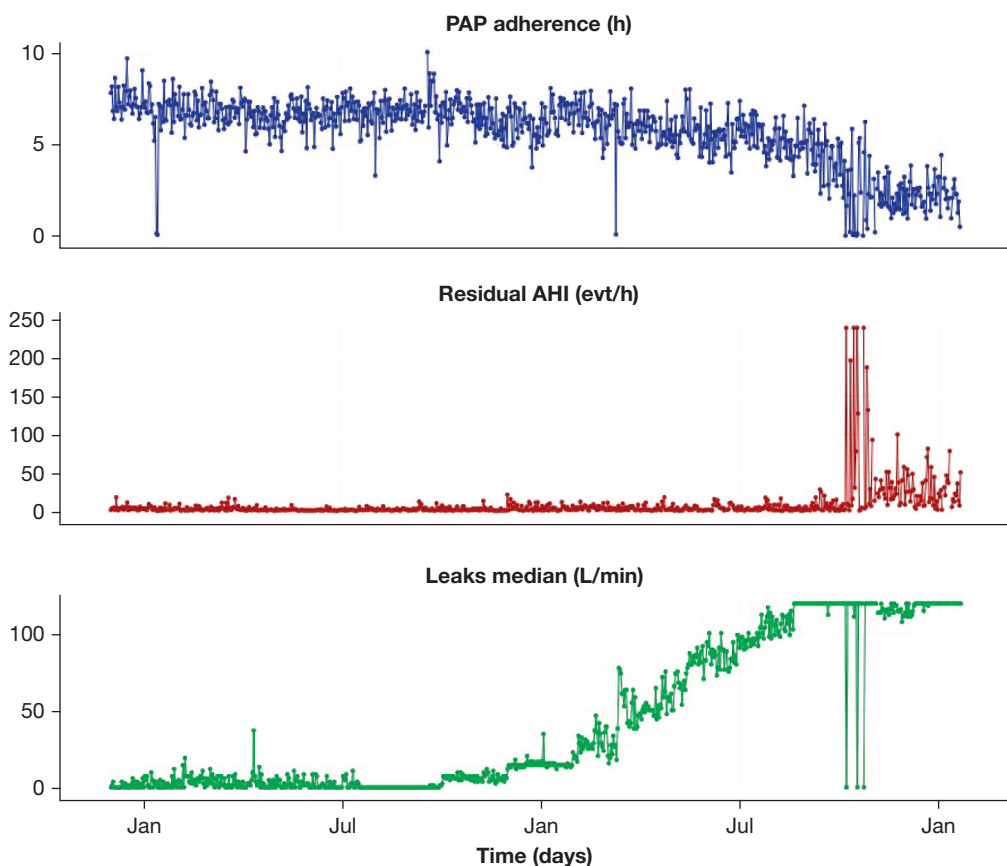 PAP adherence (h)
10
5
0
Residual AHI (evt/h)
250
200
150
100
50
0
Leaks median (L/min)
100
50
0
Jan Jul Jan Jul Jan
Time (days)